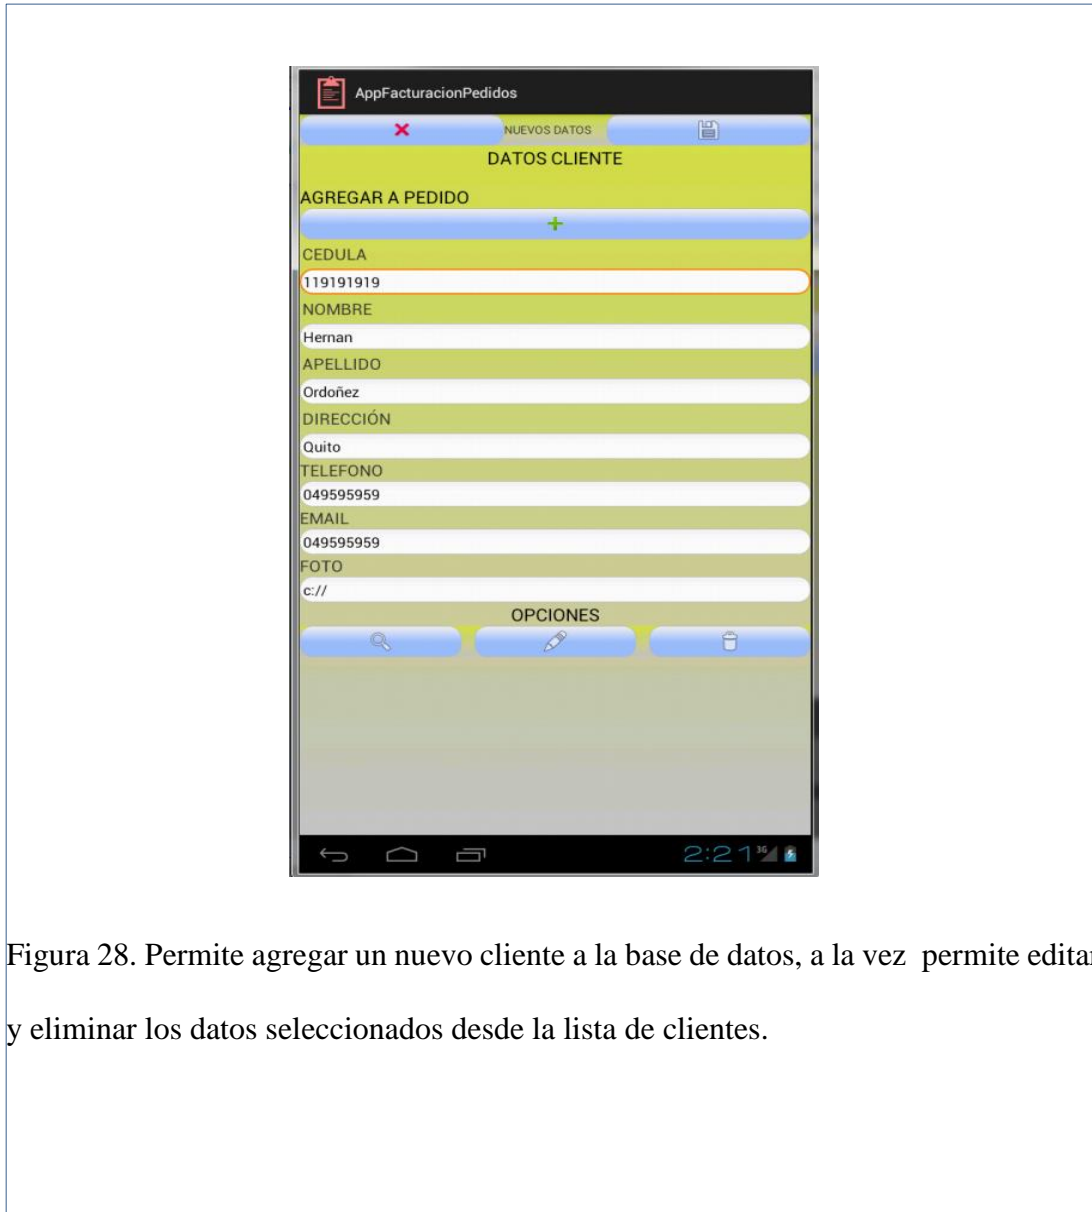 AppFacturacionPedidos
NUEVOS DATOS
DATOS CLIENTE
AGREGAR A PEDIDO
CEDULA
119191919
NOMBRE
Hernan
APELLIDO
Ordoñez
DIRECCIÓN
Quito
TELEFONO
049595959
EMAIL
049595959
FOTO
c://
OPCIONES
2:21 3G
Figura 28. Permite agregar un nuevo cliente a la base de datos, a la vez permite editar
y eliminar los datos seleccionados desde la lista de clientes.